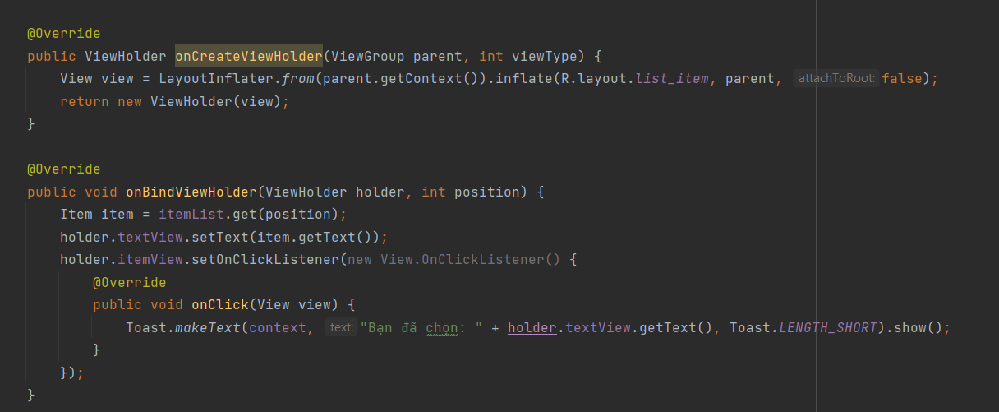 @Override
public ViewHolder onCreateViewHolder(ViewGroup parent, int viewType) {
View view = LayoutInflater.from(parent.getContext()).inflate(R.layout.list_item, parent, attachToRoot: false);
return new ViewHolder(view);
}
@Override
public void onBindViewHolder(ViewHolder holder, int position) {
Item item = itemList.get(position);
holder.textView.setText(item.getText());
holder.itemView.setOnClickListener(new View.OnClickListener() {
@Override
public void onClick(View view) {
Toast.makeText(context, text: "Bạn đã chọn: " + holder.textView.getText(), Toast.LENGTH_SHORT).show();
}
});
}